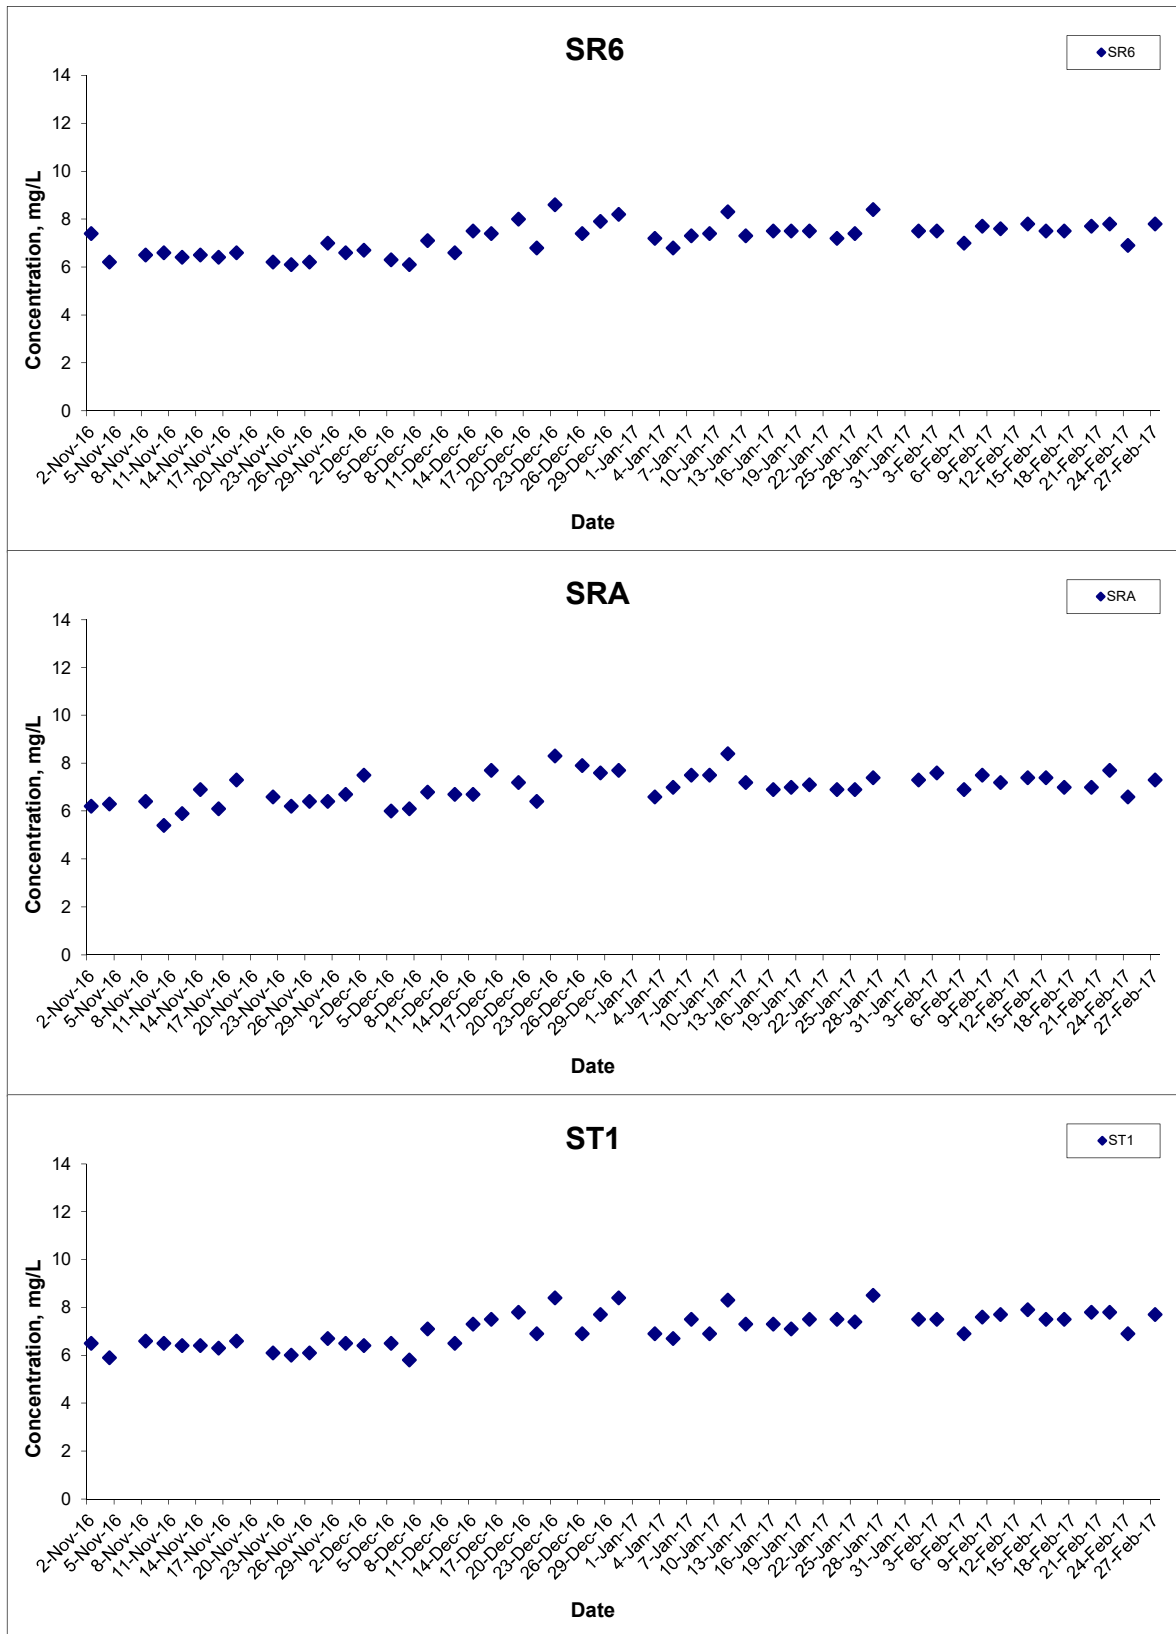 SR6
SR6
14
12
10
8
6
4
2
0
Concentration, mg/L
2-Nov-16
5-Nov-16
8-Nov-16
11-Nov-16
14-Nov-16
17-Nov-16
20-Nov-16
23-Nov-16
26-Nov-16
29-Nov-16
2-Dec-16
5-Dec-16
8-Dec-16
11-Dec-16
14-Dec-16
17-Dec-16
20-Dec-16
23-Dec-16
26-Dec-16
29-Dec-16
1-Jan-17
4-Jan-17
7-Jan-17
10-Jan-17
13-Jan-17
16-Jan-17
19-Jan-17
22-Jan-17
25-Jan-17
28-Jan-17
31-Jan-17
3-Feb-17
6-Feb-17
9-Feb-17
12-Feb-17
15-Feb-17
18-Feb-17
21-Feb-17
24-Feb-17
27-Feb-17
Date
SRA
SRA
14
12
10
8
6
4
2
0
Concentration, mg/L
2-Nov-16
5-Nov-16
8-Nov-16
11-Nov-16
14-Nov-16
17-Nov-16
20-Nov-16
23-Nov-16
26-Nov-16
29-Nov-16
2-Dec-16
5-Dec-16
8-Dec-16
11-Dec-16
14-Dec-16
17-Dec-16
20-Dec-16
23-Dec-16
26-Dec-16
29-Dec-16
1-Jan-17
4-Jan-17
7-Jan-17
10-Jan-17
13-Jan-17
16-Jan-17
19-Jan-17
22-Jan-17
25-Jan-17
28-Jan-17
31-Jan-17
3-Feb-17
6-Feb-17
9-Feb-17
12-Feb-17
15-Feb-17
18-Feb-17
21-Feb-17
24-Feb-17
27-Feb-17
Date
ST1
ST1
14
12
10
8
6
4
2
0
Concentration, mg/L
2-Nov-16
5-Nov-16
8-Nov-16
11-Nov-16
14-Nov-16
17-Nov-16
20-Nov-16
23-Nov-16
26-Nov-16
29-Nov-16
2-Dec-16
5-Dec-16
8-Dec-16
11-Dec-16
14-Dec-16
17-Dec-16
20-Dec-16
23-Dec-16
26-Dec-16
29-Dec-16
1-Jan-17
4-Jan-17
7-Jan-17
10-Jan-17
13-Jan-17
16-Jan-17
19-Jan-17
22-Jan-17
25-Jan-17
28-Jan-17
31-Jan-17
3-Feb-17
6-Feb-17
9-Feb-17
12-Feb-17
15-Feb-17
18-Feb-17
21-Feb-17
24-Feb-17
27-Feb-17
Date